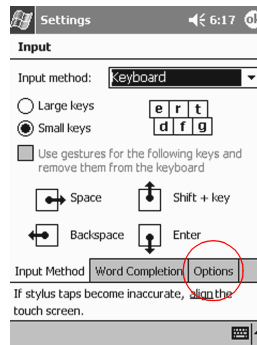 Settings 6:17 ok
Input
Input method: Keyboard
Large keys
Small keys
e r t
d f g
Use gestures for the following keys and
remove them from the keyboard
Space Shift + key
Backspace Enter
Input Method Word Completion Options
If stylus taps become inaccurate, align the
touch screen.